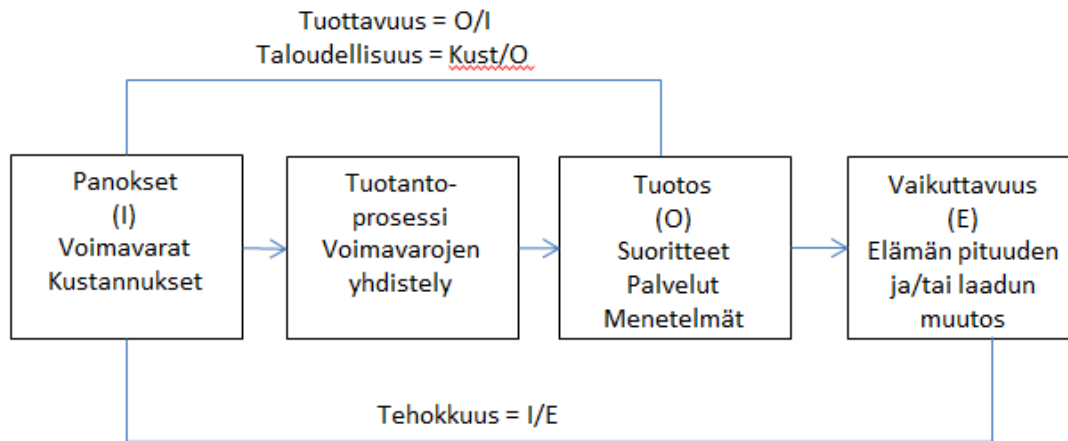 Tuottavuus = O/I
Taloudellisuus = Kust/O
Panokset
(I)
Voimavarat
Kustannukset
Tuotanto-
prosessi
Voimavarojen
yhdistely
Tuotos
(O)
Suoritteet
Palvelut
Menetelmät
Vaikuttavuus
(E)
Elämän pituuden
ja/tai laadun
muutos
Tehokkuus = I/E